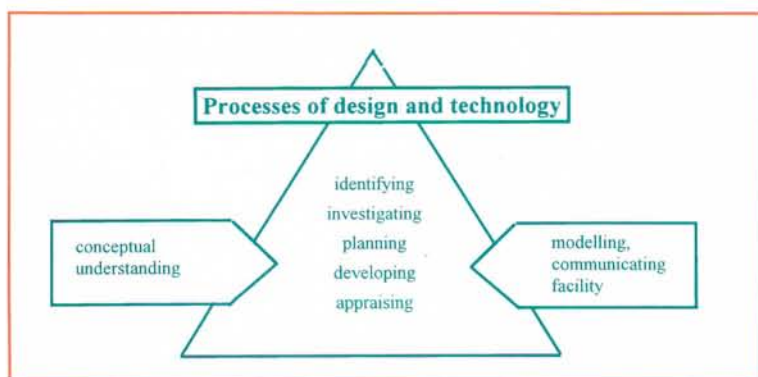 Processes of design and technology
identifying
investigating
planning
developing
appraising
conceptual
understanding
modelling,
communicating
facility